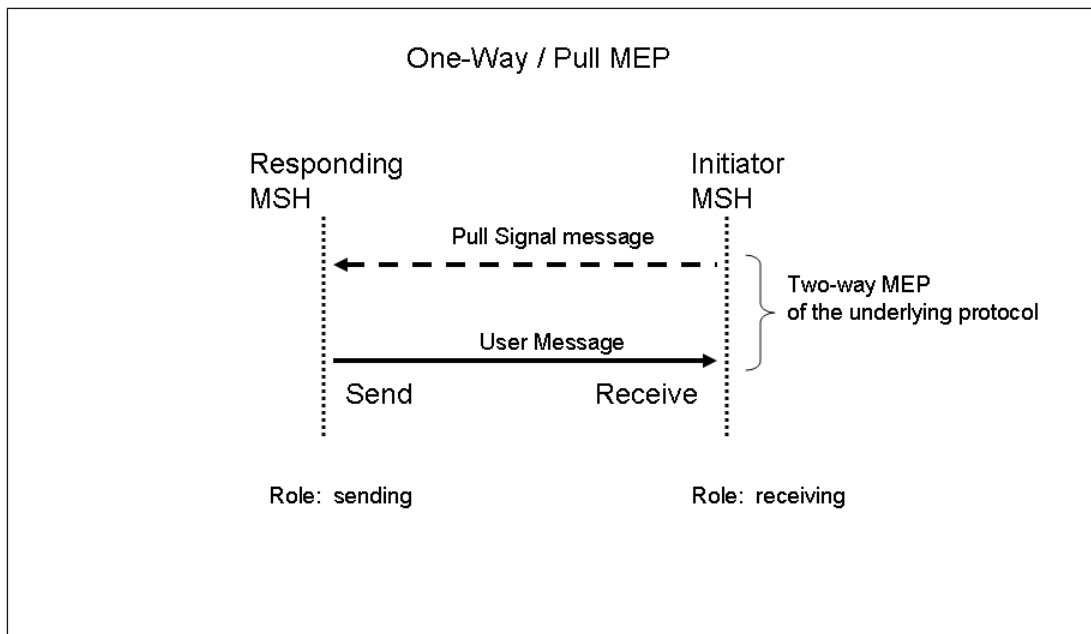 One-Way / Pull MEP
Responding
MSH
Initiator
MSH
Pull Signal message
Two-way MEP
of the underlying protocol
User Message
Send
Receive
Role: sending
Role: receiving